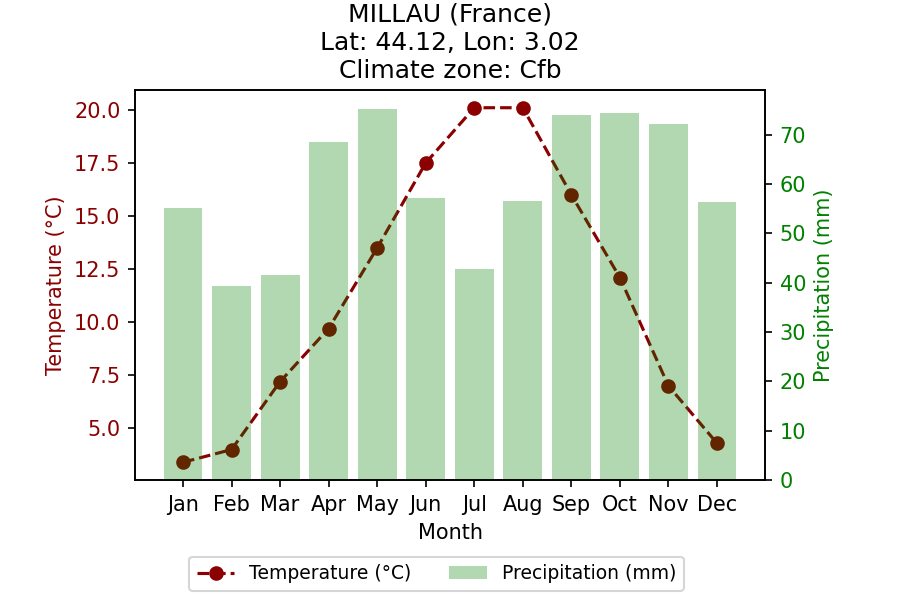 MILLAU (France)
Lat: 44.12, Lon: 3.02
Climate zone: Cfb
Temperature (°C)
20.0
17.5
15.0
12.5
10.0
7.5
5.0
70
60
50
40
30
20
10
0
Precipitation (mm)
Jan Feb Mar Apr May Jun Jul Aug Sep Oct Nov Dec
Month
Temperature (°C) Precipitation (mm)